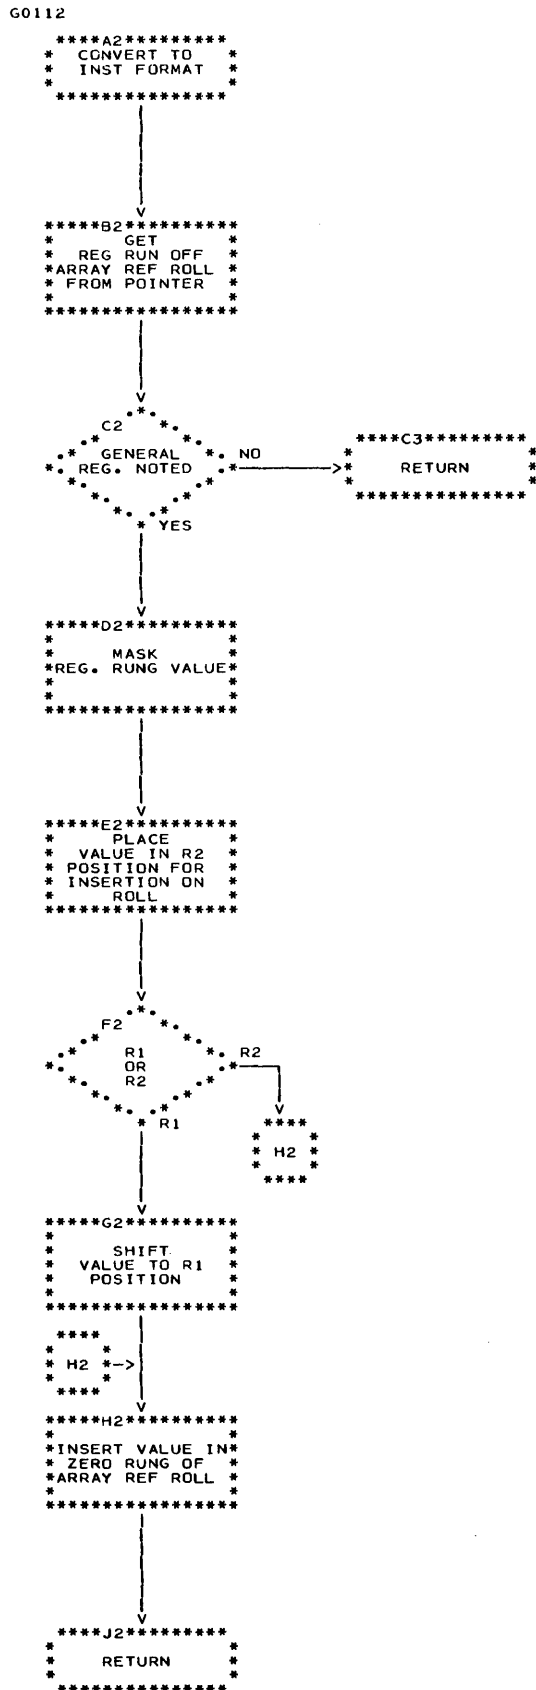 G0112
****A2*********
CONVERT TO
INST FORMAT
*****B2**********
GET
REG RUN OFF
ARRAY REF ROLL
FROM POINTER
C2
GENERAL
REG. NOTED
NO
YES
****C3*********
RETURN
*****D2**********
MASK
REG. RUNG VALUE
*****E2**********
PLACE
VALUE IN R2
POSITION FOR
INSERTION ON
ROLL
F2
R1
OR
R2
R2
R1
H2
*****G2**********
SHIFT
VALUE TO R1
POSITION
H2
*****H2**********
INSERT VALUE IN
ZERO RUNG OF
ARRAY REF ROLL
****J2*********
RETURN